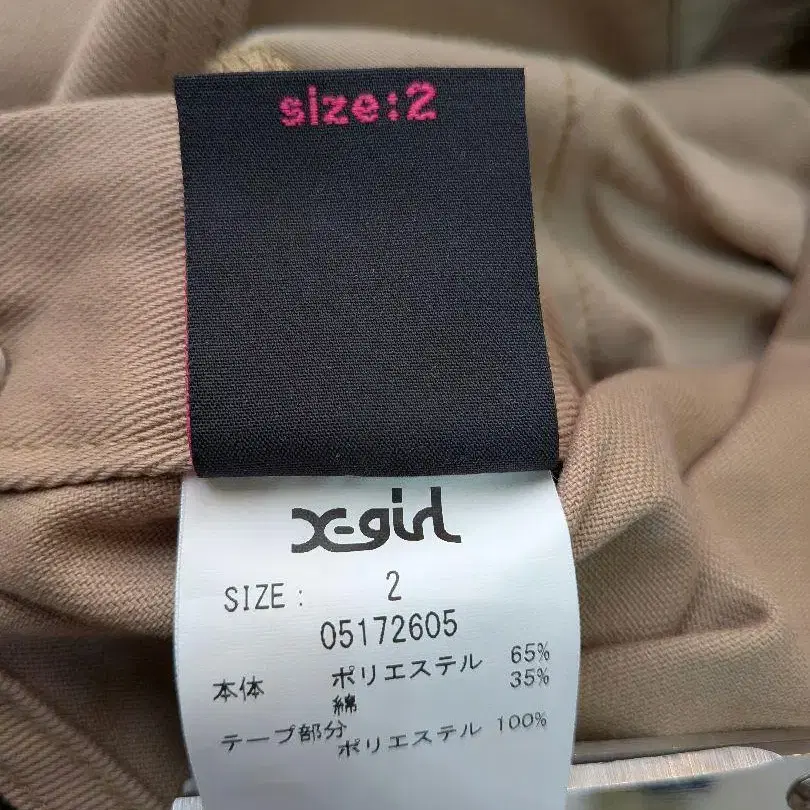 size:2
X-girl
SIZE: 2
05172605
本体 ポリエステル 65%
綿 35%
テープ部分 ポリエステル 100%